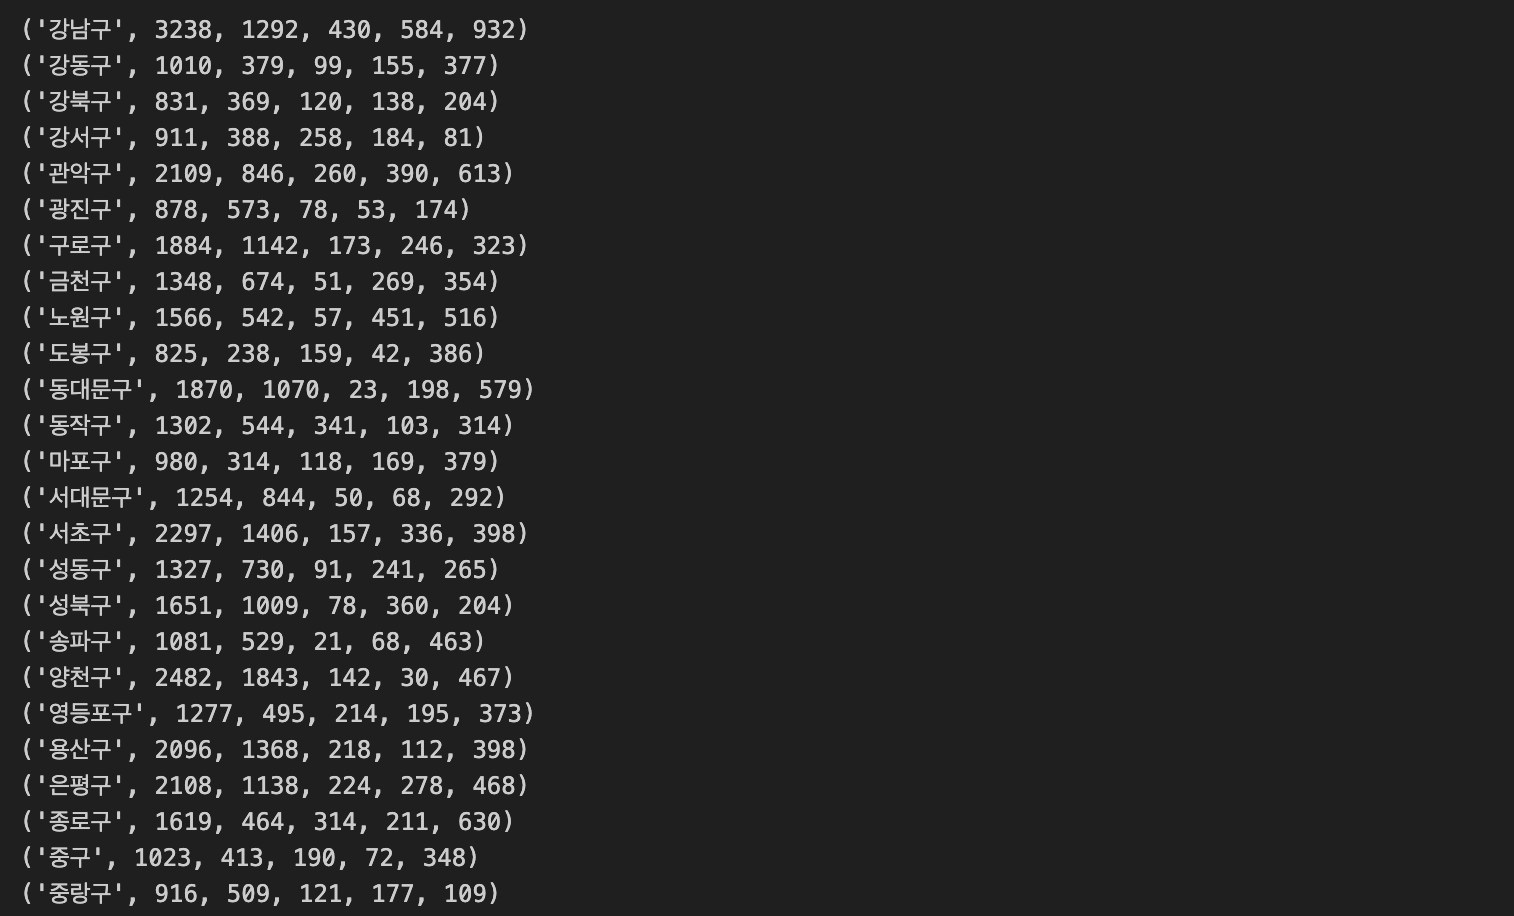 ('강남구', 3238, 1292, 430, 584, 932)
('강동구', 1010, 379, 99, 155, 377)
('강북구', 831, 369, 120, 138, 204)
('강서구', 911, 388, 258, 184, 81)
('관악구', 2109, 846, 260, 390, 613)
('광진구', 878, 573, 78, 53, 174)
('구로구', 1884, 1142, 173, 246, 323)
('금천구', 1348, 674, 51, 269, 354)
('노원구', 1566, 542, 57, 451, 516)
('도봉구', 825, 238, 159, 42, 386)
('동대문구', 1870, 1070, 23, 198, 579)
('동작구', 1302, 544, 341, 103, 314)
('마포구', 980, 314, 118, 169, 379)
('서대문구', 1254, 844, 50, 68, 292)
('서초구', 2297, 1406, 157, 336, 398)
('성동구', 1327, 730, 91, 241, 265)
('성북구', 1651, 1009, 78, 360, 204)
('송파구', 1081, 529, 21, 68, 463)
('양천구', 2482, 1843, 142, 30, 467)
('영등포구', 1277, 495, 214, 195, 373)
('용산구', 2096, 1368, 218, 112, 398)
('은평구', 2108, 1138, 224, 278, 468)
('종로구', 1619, 464, 314, 211, 630)
('중구', 1023, 413, 190, 72, 348)
('중랑구', 916, 509, 121, 177, 109)